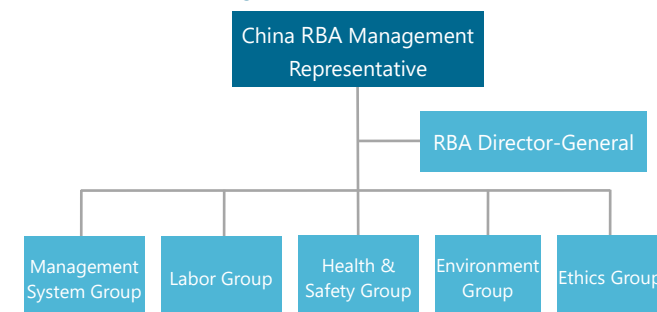 China RBA Management
Representative
RBA Director-General
Management
System Group
Labor Group
Health &
Safety Group
Environment
Group
Ethics Group